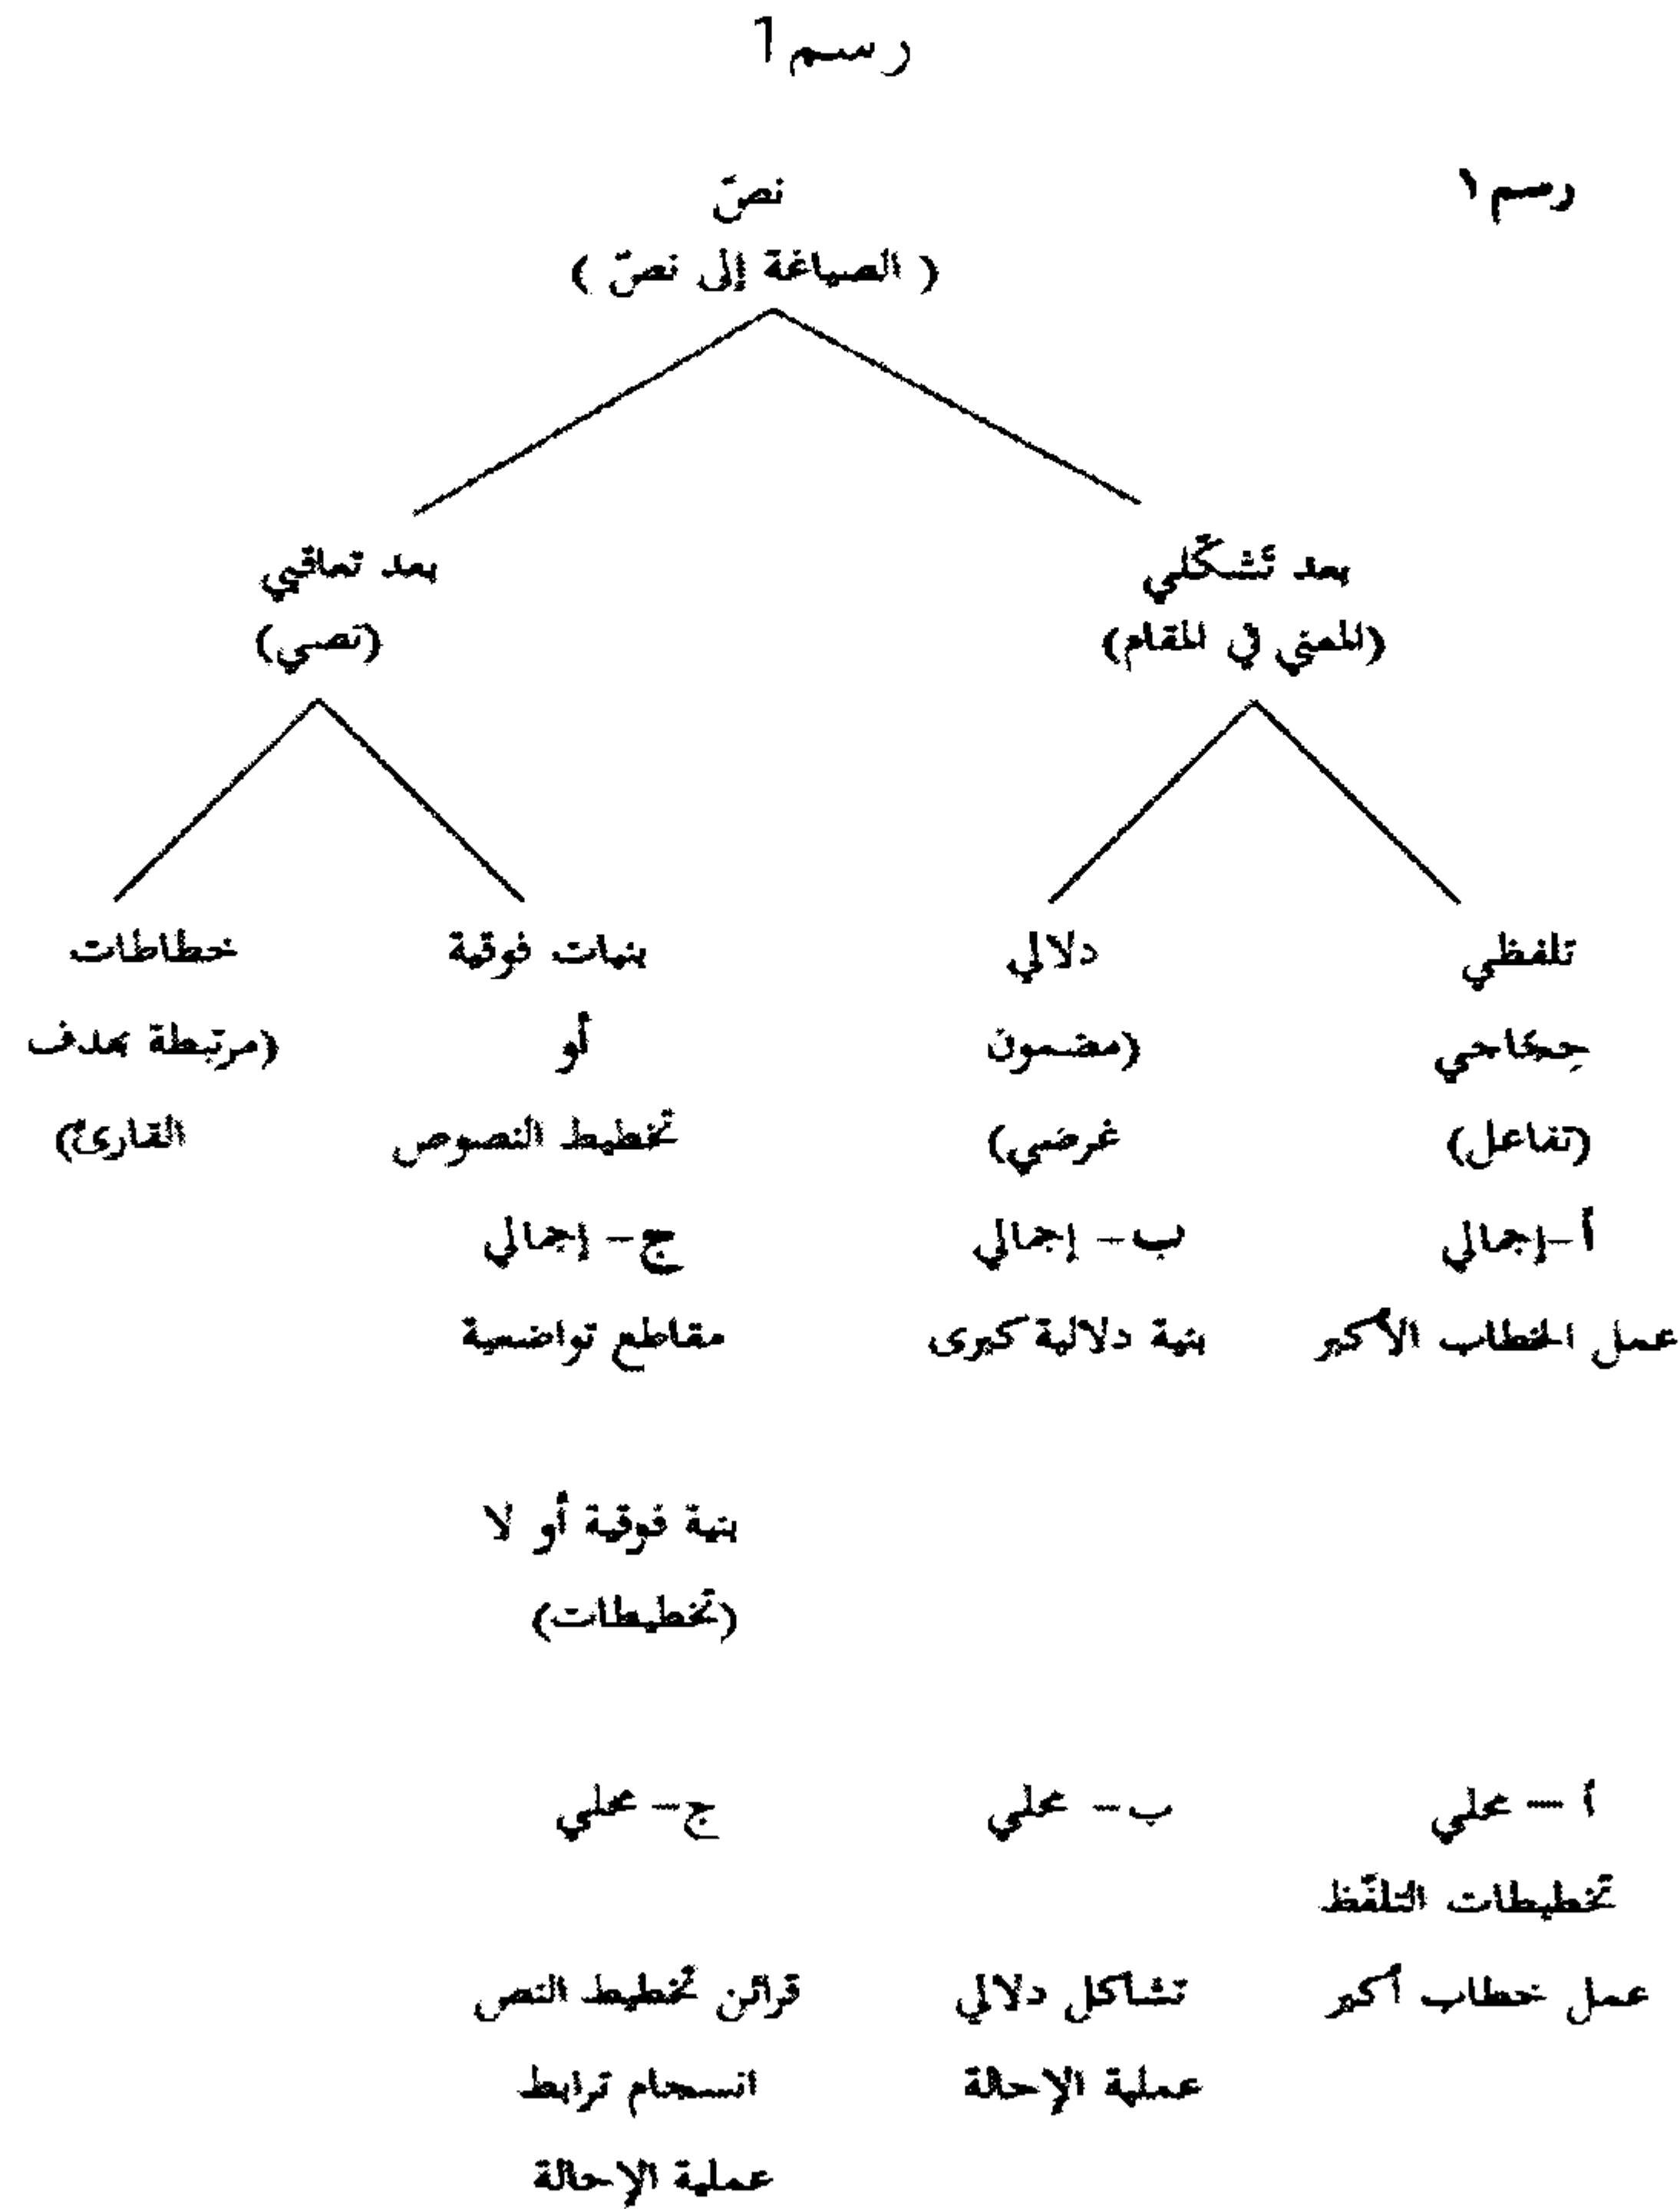 رسم 1
رسم ١
نصّ
( الصياغة إلى نصّ )
بعد تَشكّلي
(المعنى في المقام)
بعد تعاقبي
(نصي)
تلفظي
حِجَاجي
(تفاعل)
أ-إجمالي
عمل الخطاب الأكبر
دلالي
(مضمون
غرضي)
ب- إجمالي
بنية دلالية كبرى
بنيات فوقية
أو
تخطيط النصوص
ج- إجمالي
مقاطع تواضعية
بنية فوقية أو لا
(تخطيطات)
خطاطات
(مرتبطة بهدف
القارئ)
أ - محلي
تخطيطات التلفّظ
عمل خطاب أكبر
ب- محلي
تشاكل دلالي
عملية الإحالة
ج- محلي
قرائن تخطيط النص
انسجام ترابط
عملية الإحالة